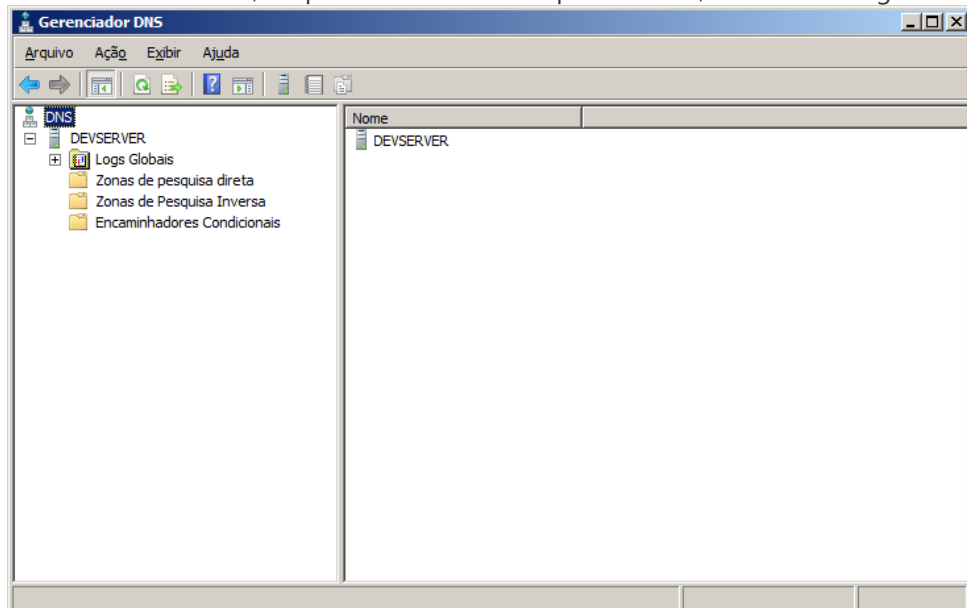 Gerenciador DNS
Arquivo Ação Exibir Ajuda
DNS
DEVSERVER
Logs Globais
Zonas de pesquisa direta
Zonas de Pesquisa Inversa
Encaminhadores Condicionais
Nome
DEVSERVER